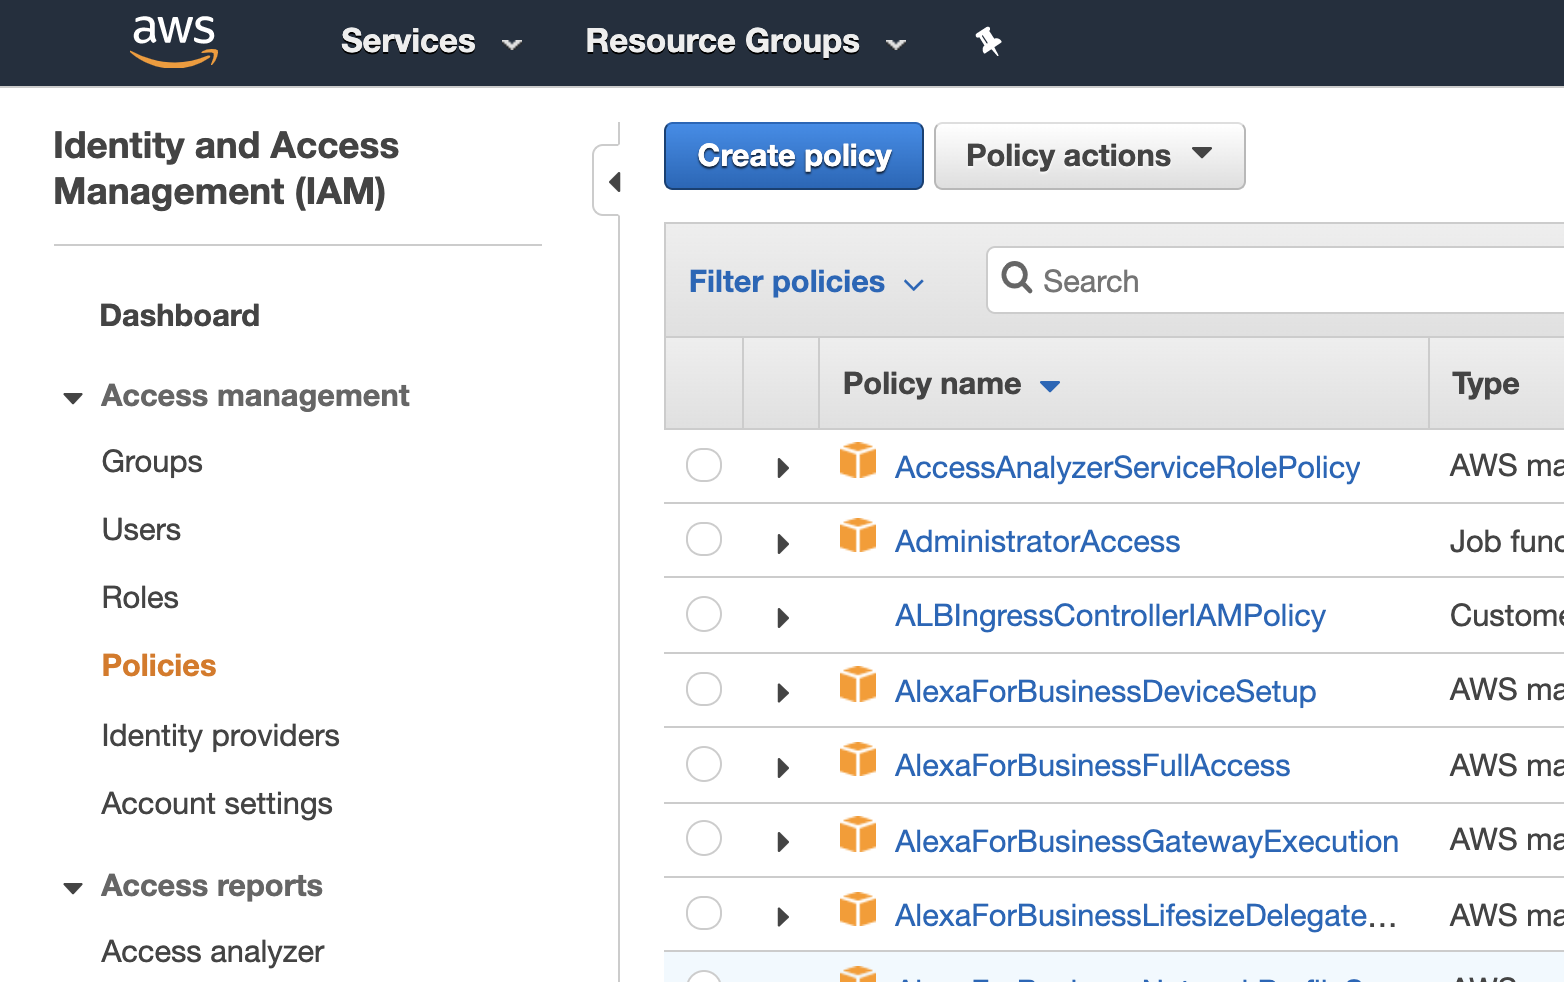 aws
Services
Resource Groups
Identity and Access
Management (IAM)
Dashboard
Access management
Groups
Users
Roles
Policies
Identity providers
Account settings
Access reports
Access analyzer
Create policy
Policy actions
Filter policies
Search
Policy name Type
AccessAnalyzerServiceRolePolicy AWS ma
AdministratorAccess Job func
ALBIngressControllerIAMPolicy Custome
AlexaForBusinessDeviceSetup AWS ma
AlexaForBusinessFullAccess AWS ma
AlexaForBusinessGatewayExecution AWS ma
AlexaForBusinessLifesizeDelegate... AWS ma